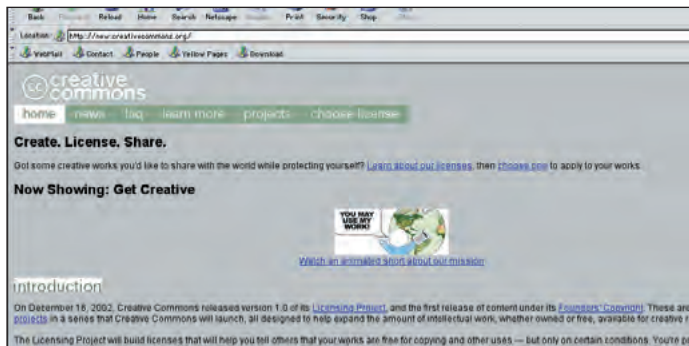 Back
Reload
Home
Search
Netscape
Print
Security
Shop
Location:
http://new.creativecommons.org/
WebMail
Contact
People
Yellow Pages
Download
cc creative
commons
home
news
faq
learn more
projects
choose license
Create. License. Share.
Got some creative works you'd like to share with the world while protecting yourself? Learn about our licenses, then choose one to apply to your works.
Now Showing: Get Creative
YOU MAY
USE MY
WORK!
Watch an animated short about our mission
introduction
On December 16, 2002, Creative Commons released version 1.0 of its Licensing Project, and the first release of content under its Founders' Copyright. These are
projects in a series that Creative Commons will launch, all designed to help expand the amount of intellectual work, whether owned or free, available for creative
The Licensing Project will build licenses that will help you tell others that your works are free for copying and other uses — but only on certain conditions. You're